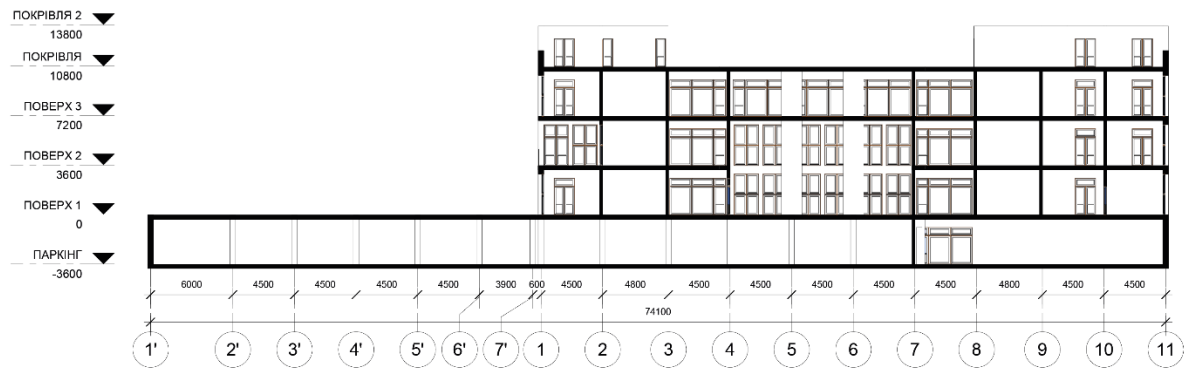 ПОКРІВЛЯ 2
13800
ПОКРІВЛЯ
10800
ПОВЕРХ 3
7200
ПОВЕРХ 2
3600
ПОВЕРХ 1
0
ПАРКІНГ
-3600
6000 4500 4500 4500 4500 3900 600 4500 4800 4500 4500 4500 4500 4500 4800 4500 4500
74100
1' 2' 3' 4' 5' 6' 7' 1 2 3 4 5 6 7 8 9 10 11